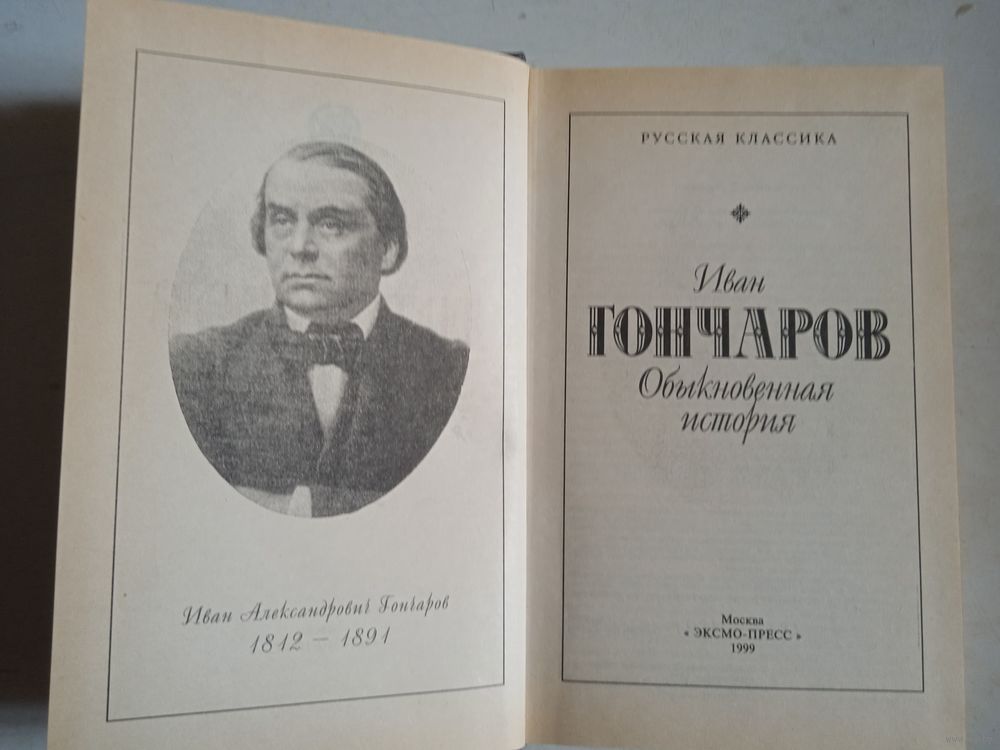 Иван Александрович Гончаров
1812 – 1891
РУССКАЯ КЛАССИКА
Иван
ГОНЧАРОВ
Обыкновенная
история
Москва
«ЭКСМО-ПРЕСС»
1999